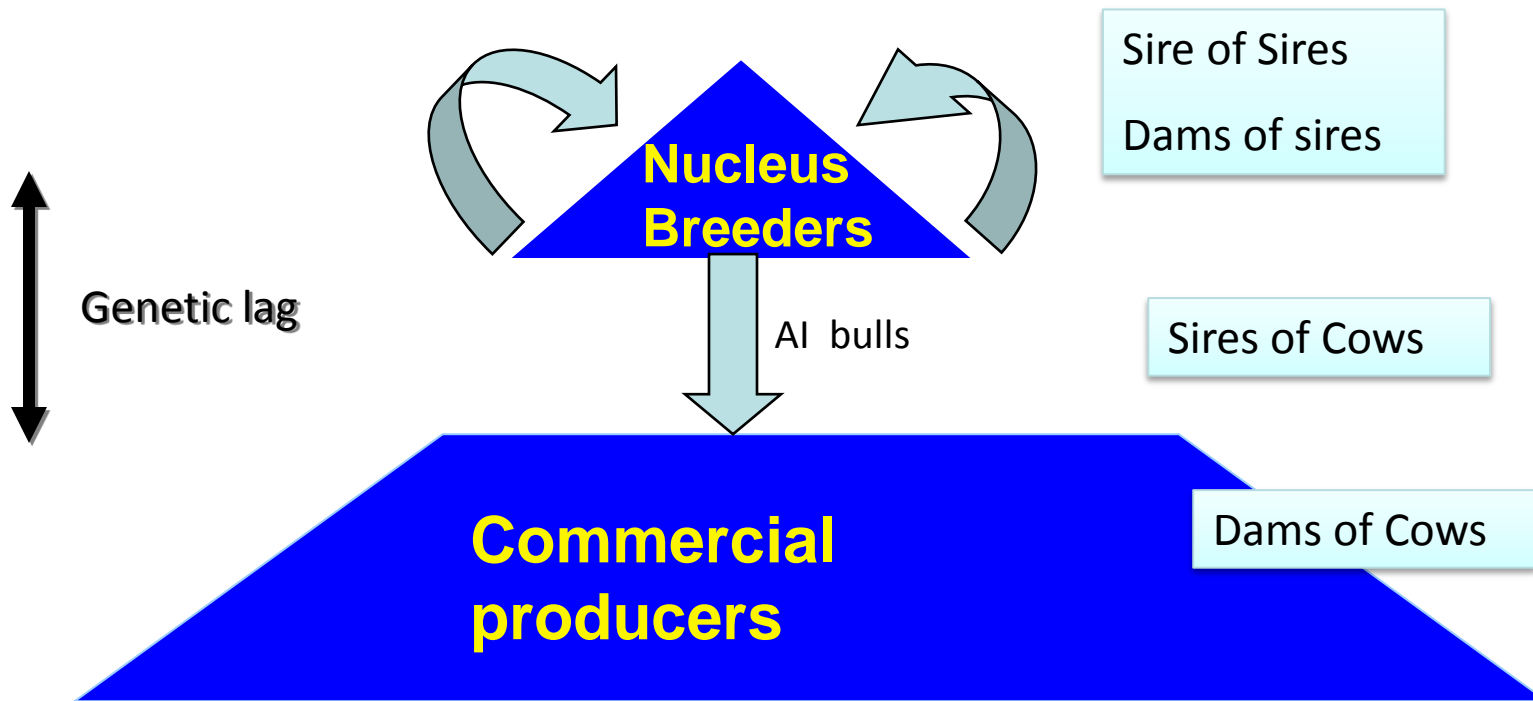 Sire of Sires
Dams of sires
Nucleus
Breeders
Genetic lag
AI bulls
Sires of Cows
Commercial
producers
Dams of Cows